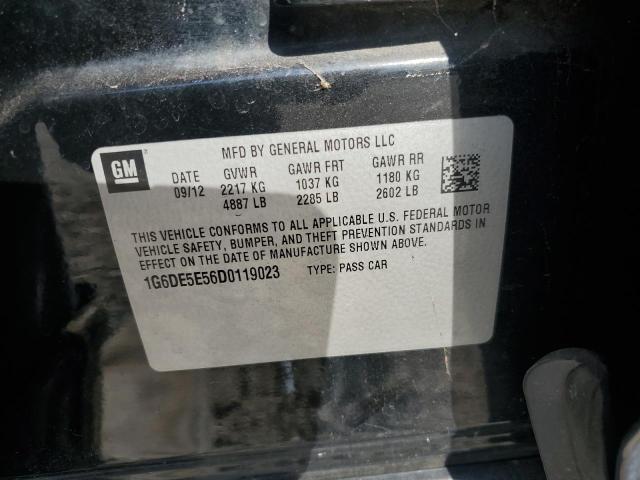 MFD BY GENERAL MOTORS LLC
GM
DATE GVWR GAWR FRT GAWR RR
09/12 2217 KG 1037 KG 1180 KG
4887 LB 2285 LB 2602 LB
THIS VEHICLE CONFORMS TO ALL APPLICABLE U.S. FEDERAL MOTOR
VEHICLE SAFETY, BUMPER, AND THEFT PREVENTION STANDARDS IN
EFFECT ON THE DATE OF MANUFACTURE SHOWN ABOVE.
1G6DE5E56D0119023 TYPE: PASS CAR